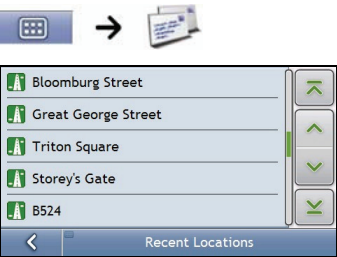 Bloomburg Street
Great George Street
Triton Square
Storey's Gate
B524
Recent Locations